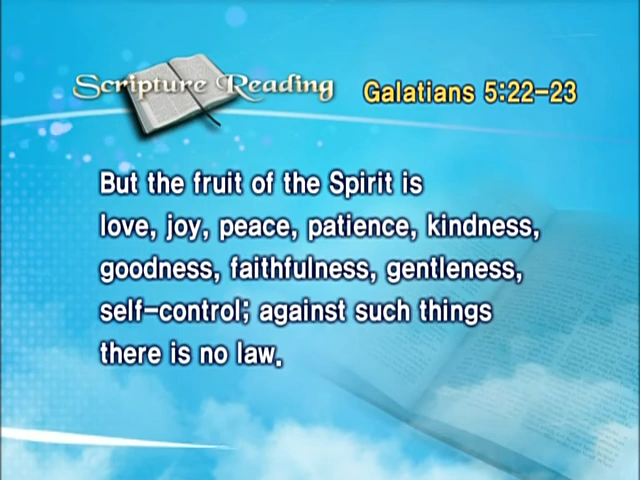 Scripture Reading
Galatians 5:22-23
But the fruit of the Spirit is
love, joy, peace, patience, kindness,
goodness, faithfulness, gentleness,
self-control; against such things
there is no law.